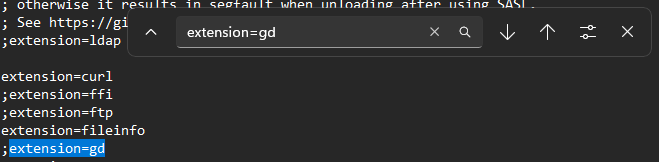 ; otherwise it results in segfault when unloading after using SASL.
; See https://gi
;extension=ldap
extension=gd
extension=curl
;extension=ffi
;extension=ftp
extension=fileinfo
;extension=gd